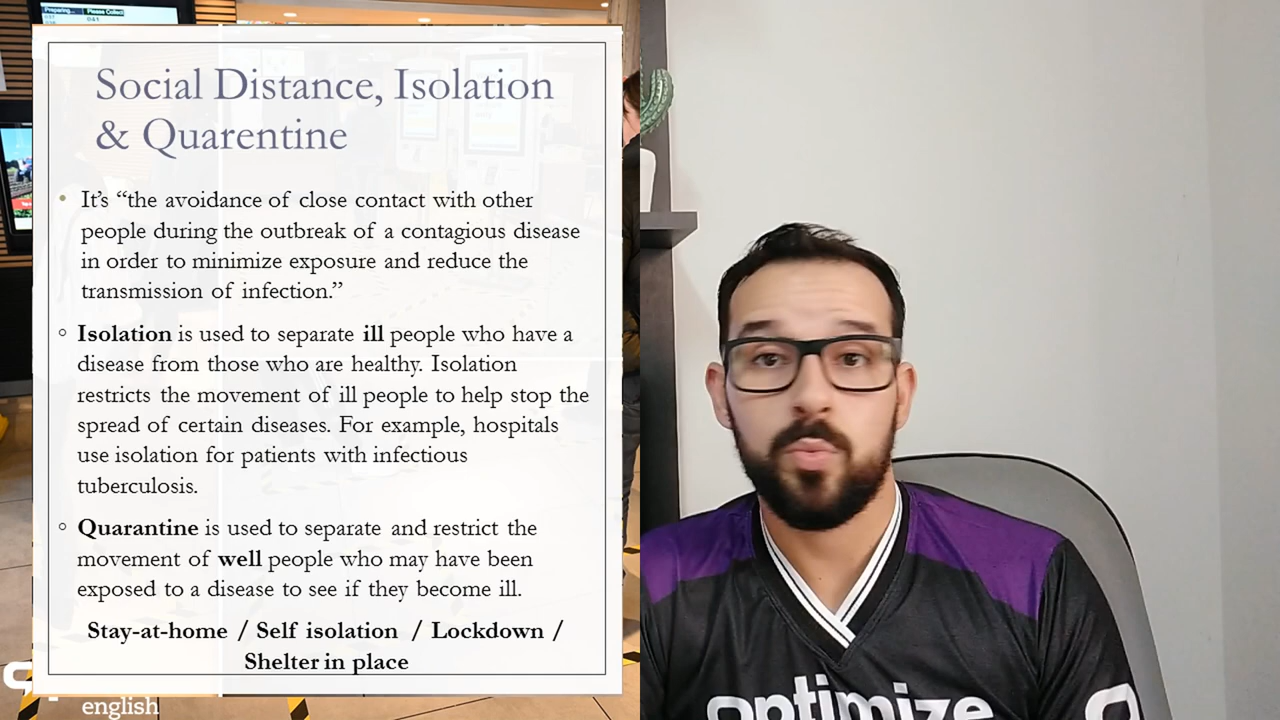 Preparing... Please Collect
041
Social Distance, Isolation
& Quarentine
• It’s “the avoidance of close contact with other
people during the outbreak of a contagious disease
in order to minimize exposure and reduce the
transmission of infection.”
○ Isolation is used to separate ill people who have a
disease from those who are healthy. Isolation
restricts the movement of ill people to help stop the
spread of certain diseases. For example, hospitals
use isolation for patients with infectious
tuberculosis.
○ Quarantine is used to separate and restrict the
movement of well people who may have been
exposed to a disease to see if they become ill.
Stay-at-home / Self isolation / Lockdown /
Shelter in place
english
optimize